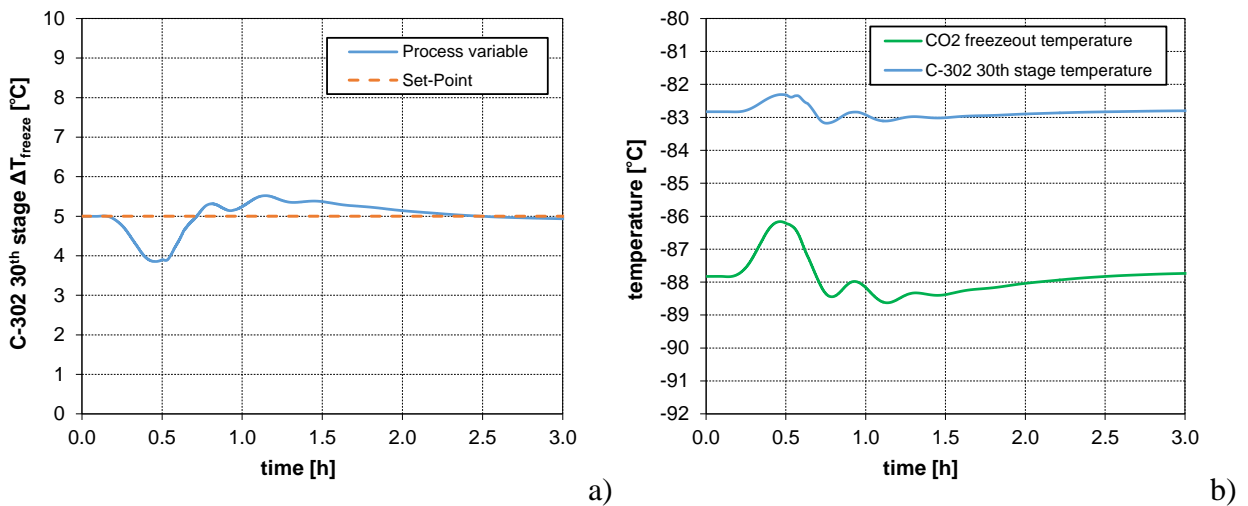 C-302 30th stage ΔTfreeze [°C]
10
9
8
7
6
5
4
3
2
1
0
Process variable
Set-Point
0.0 0.5 1.0 1.5 2.0 2.5 3.0
time [h]
a)
temperature [°C]
-80
-81
-82
-83
-84
-85
-86
-87
-88
-89
-90
-91
-92
CO2 freezeout temperature
C-302 30th stage temperature
0.0 0.5 1.0 1.5 2.0 2.5 3.0
time [h]
b)